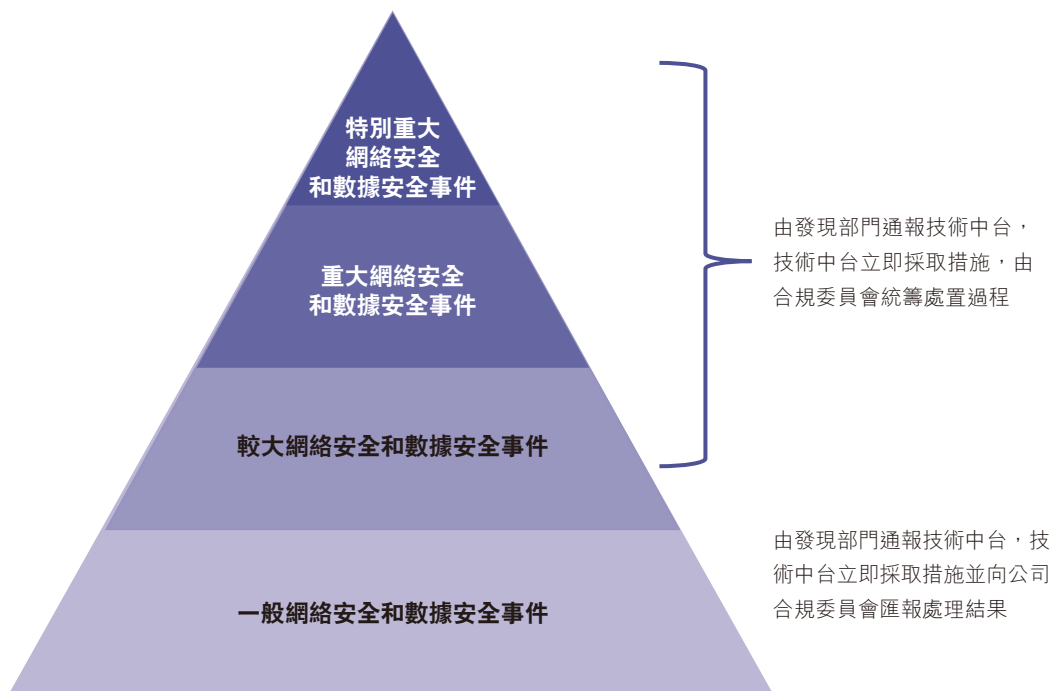 特別重大
網絡安全
和數據安全事件
重大網絡安全
和數據安全事件
由發現部門通報技術中台，
技術中台立即採取措施，由
合規委員會統籌處置過程
較大網絡安全和數據安全事件
一般網絡安全和數據安全事件
由發現部門通報技術中台，技
術中台立即採取措施並向公司
合規委員會匯報處理結果